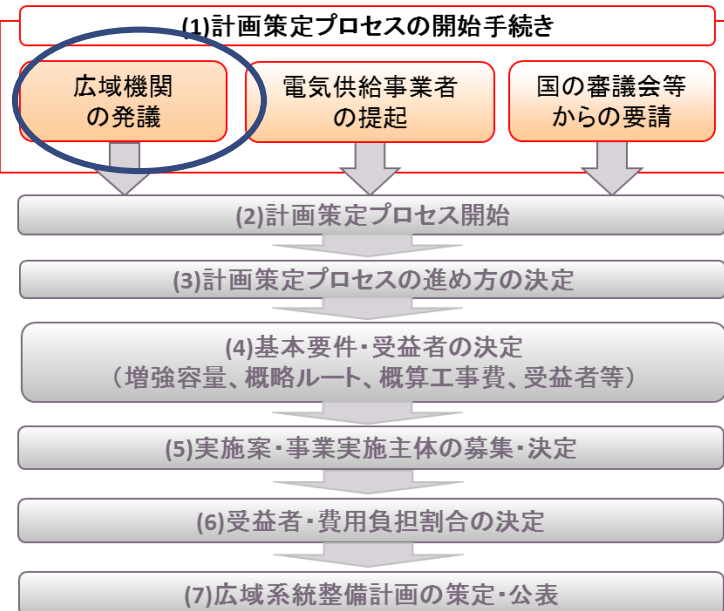 (1)計画策定プロセスの開始手続き
広域機関
の発議
電気供給事業者
の提起
国の審議会等
からの要請
(2)計画策定プロセス開始
(3)計画策定プロセスの進め方の決定
(4)基本要件・受益者の決定
（増強容量、概略ルート、概算工事費、受益者等）
(5)実施案・事業実施主体の募集・決定
(6)受益者・費用負担割合の決定
(7)広域系統整備計画の策定・公表